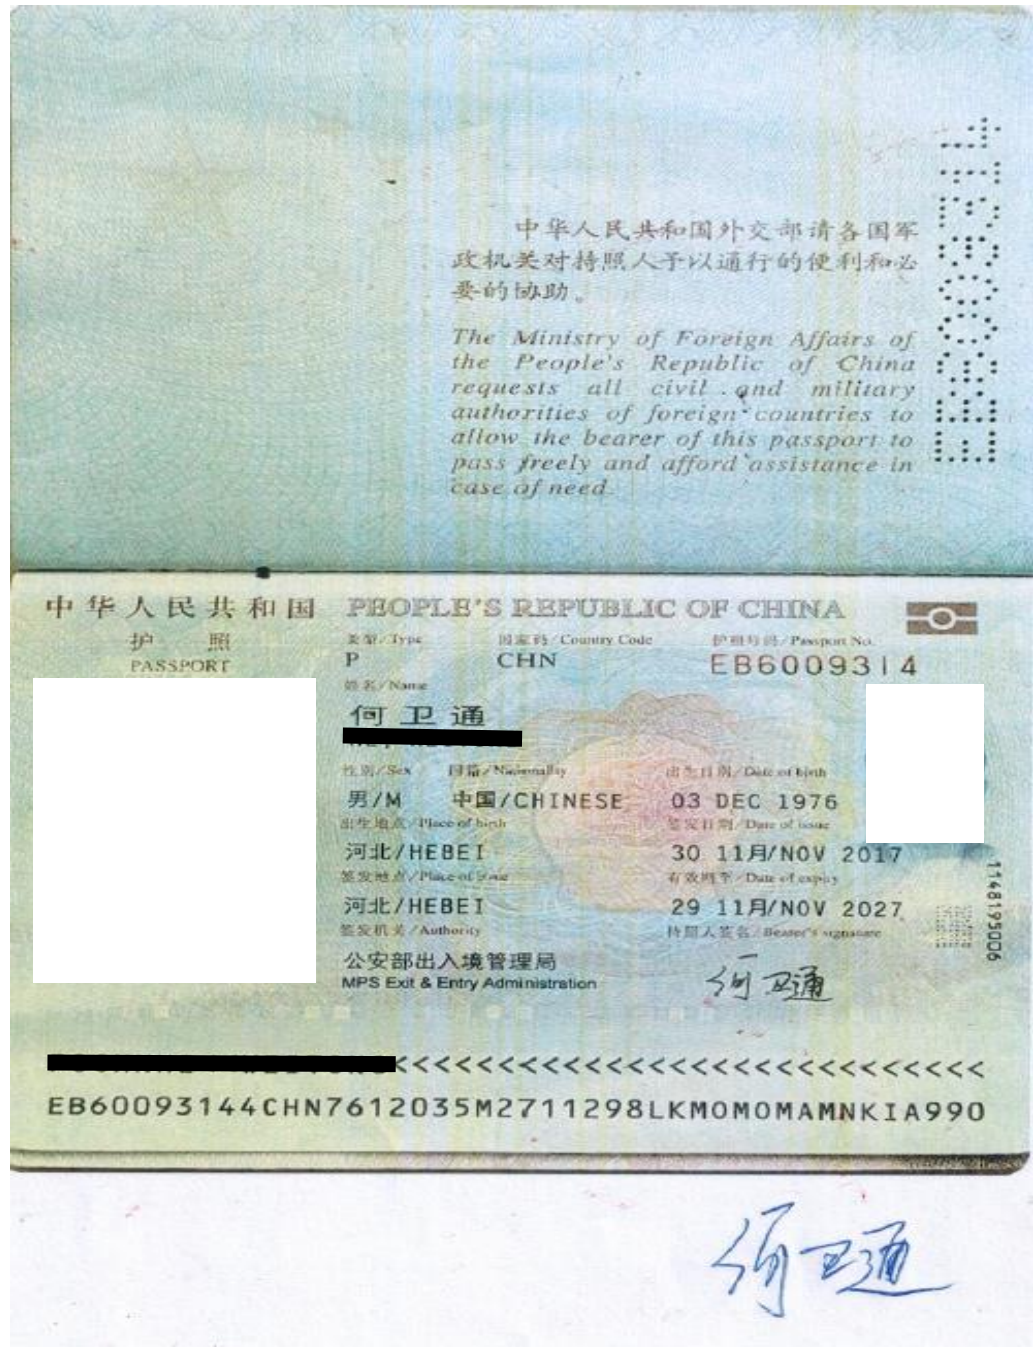 中华人民共和国外交部请各国军
政机关对持照人予以通行的便利和必
要的协助。
The Ministry of Foreign Affairs of
the People's Republic of China
requests all civil and military
authorities of foreign countries to
allow the bearer of this passport to
pass freely and afford assistance in
case of need.
EB6009314
中华人民共和国 PEOPLE'S REPUBLIC OF CHINA
护 照
PASSPORT
类型/Type 国家码/Country Code 护照号码/Passport No.
P CHN EB6009314
姓名/Name
何卫通
性别/Sex 国籍/Nationality 出生日期/Date of birth
男/M 中国/CHINESE 03 DEC 1976
出生地点/Place of birth 签发日期/Date of issue
河北/HEBEI 30 11月/NOV 2017
签发地点/Place of issue 有效期至/Date of expiry
河北/HEBEI 29 11月/NOV 2027
签发机关/Authority 持照人签名/Bearer's signature
公安部出入境管理局
MPS Exit & Entry Administration
何卫通
1148195006
<<<<<<<<<<<<<<<<<<<<<<<<<<<<
EB60093144CHN7612035M2711298LKMOMOMAMNKIA990
何卫通